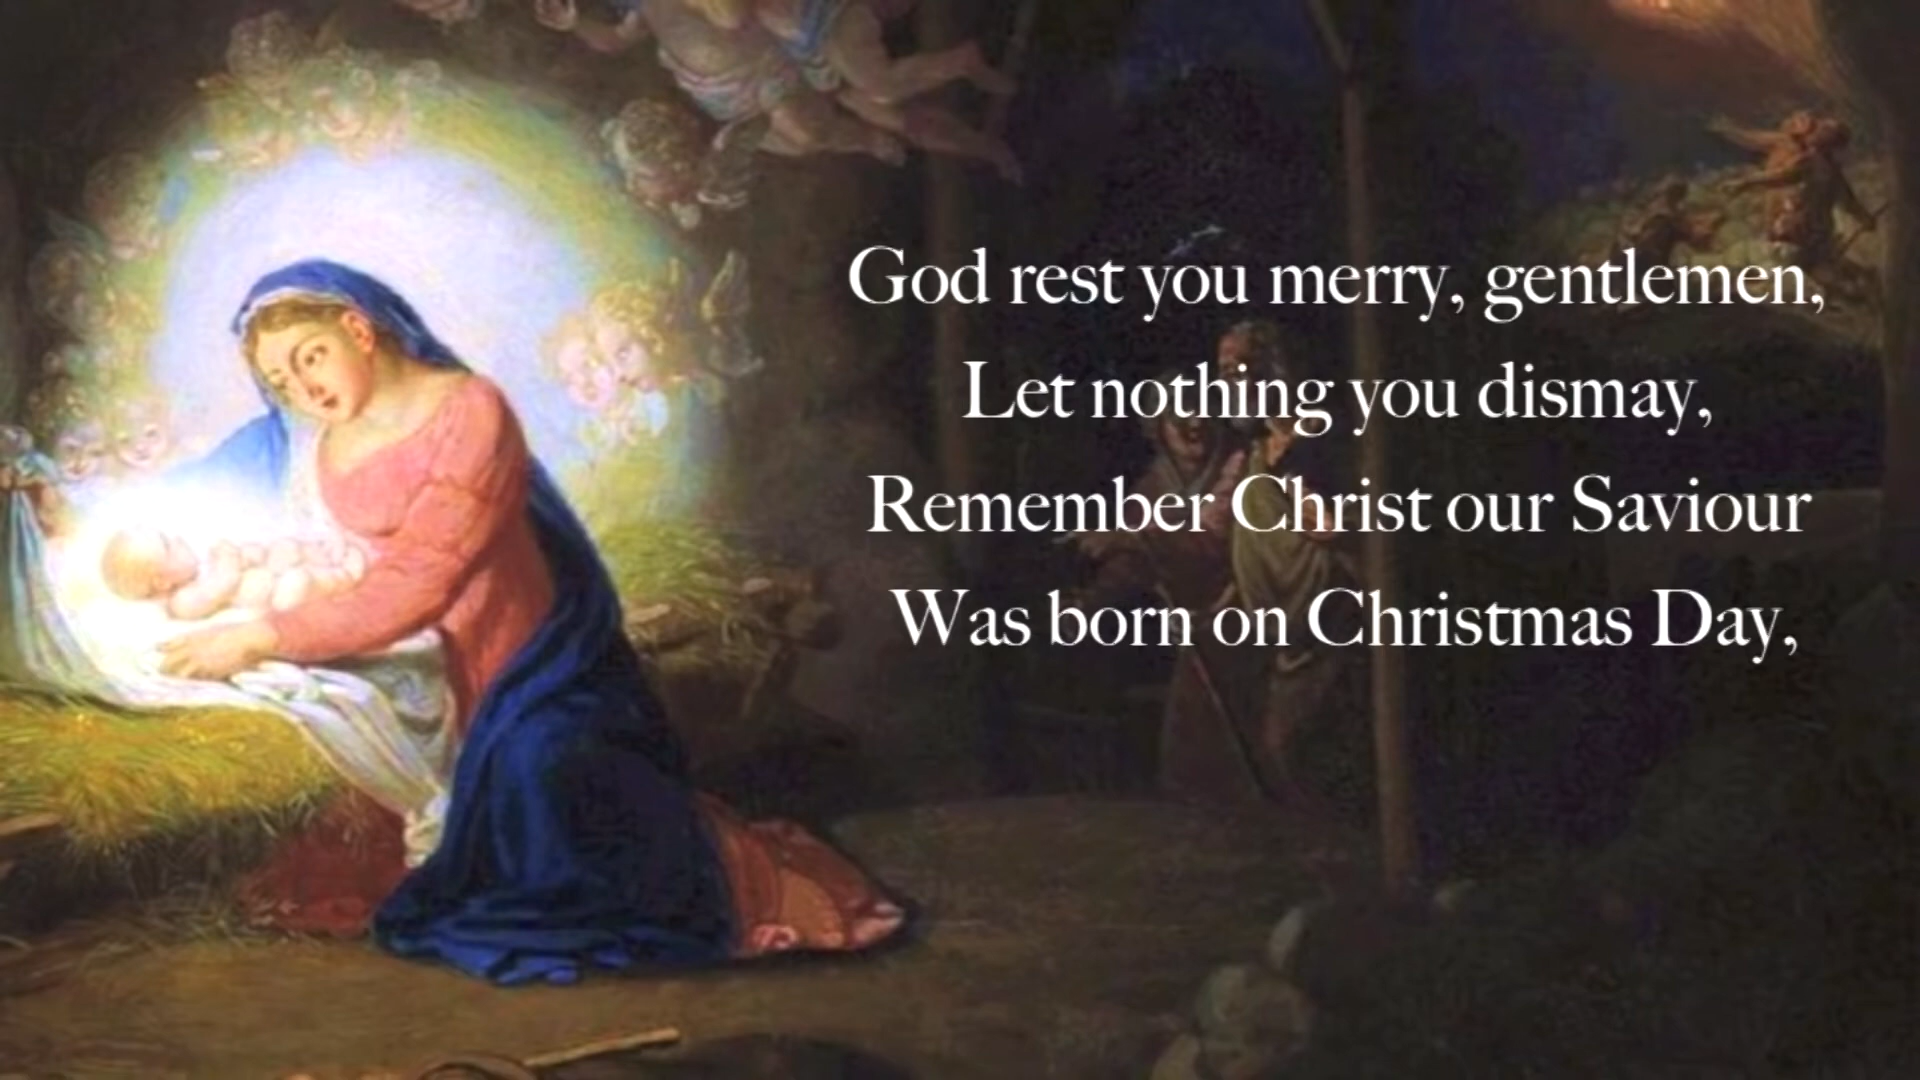 God rest you merry, gentlemen,
Let nothing you dismay,
Remember Christ our Saviour
Was born on Christmas Day,